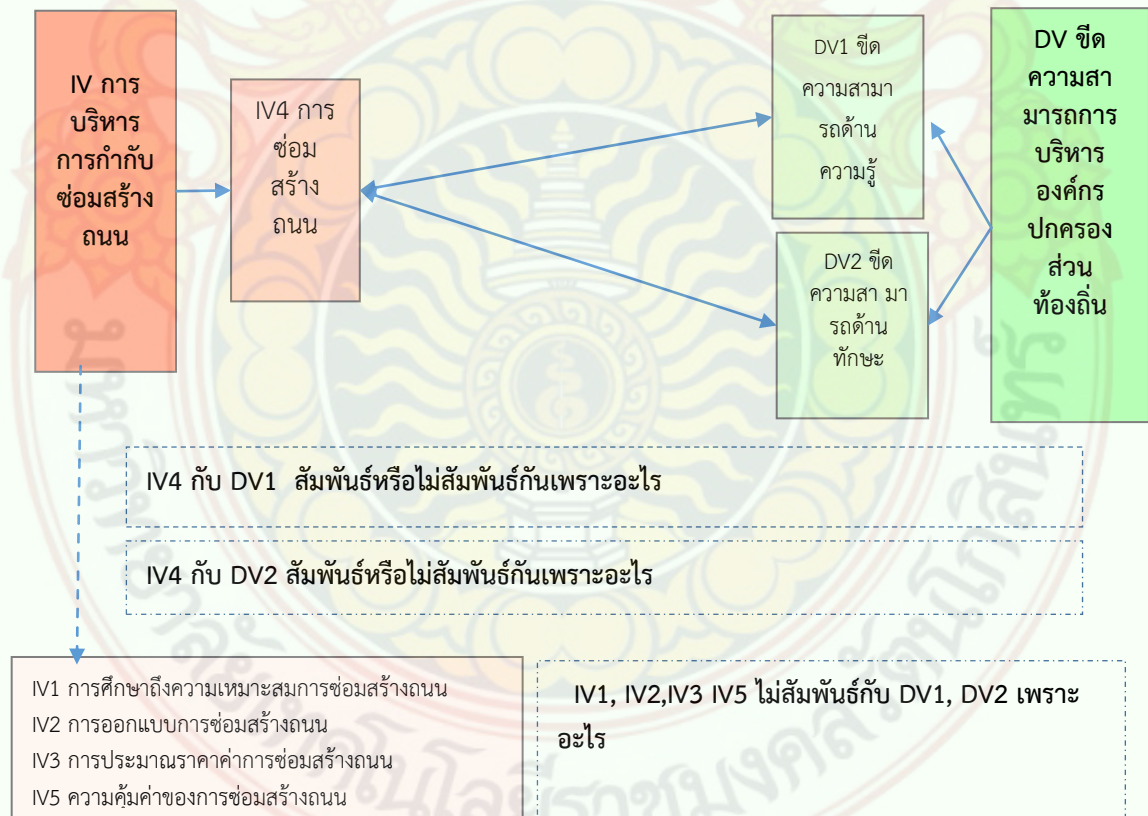 IV การ
บริหาร
การกำกับ
ซ่อมสร้าง
ถนน
IV4 การ
ซ่อม
สร้าง
ถนน
DV1 ขีด
ความสามา
รถด้าน
ความรู้
DV2 ขีด
ความสา มา
รถด้าน
ทักษะ
DV ขีด
ความสา
มารถการ
บริหาร
องค์กร
ปกครอง
ส่วน
ท้องถิ่น
IV4 กับ DV1 สัมพันธ์หรือไม่สัมพันธ์กันเพราะอะไร
IV4 กับ DV2 สัมพันธ์หรือไม่สัมพันธ์กันเพราะอะไร
IV1 การศึกษาถึงความเหมาะสมการซ่อมสร้างถนน
IV2 การออกแบบการซ่อมสร้างถนน
IV3 การประมาณราคาค่าการซ่อมสร้างถนน
IV5 ความคุ้มค่าของการซ่อมสร้างถนน
IV1, IV2,IV3 IV5 ไม่สัมพันธ์กับ DV1, DV2 เพราะ
อะไร